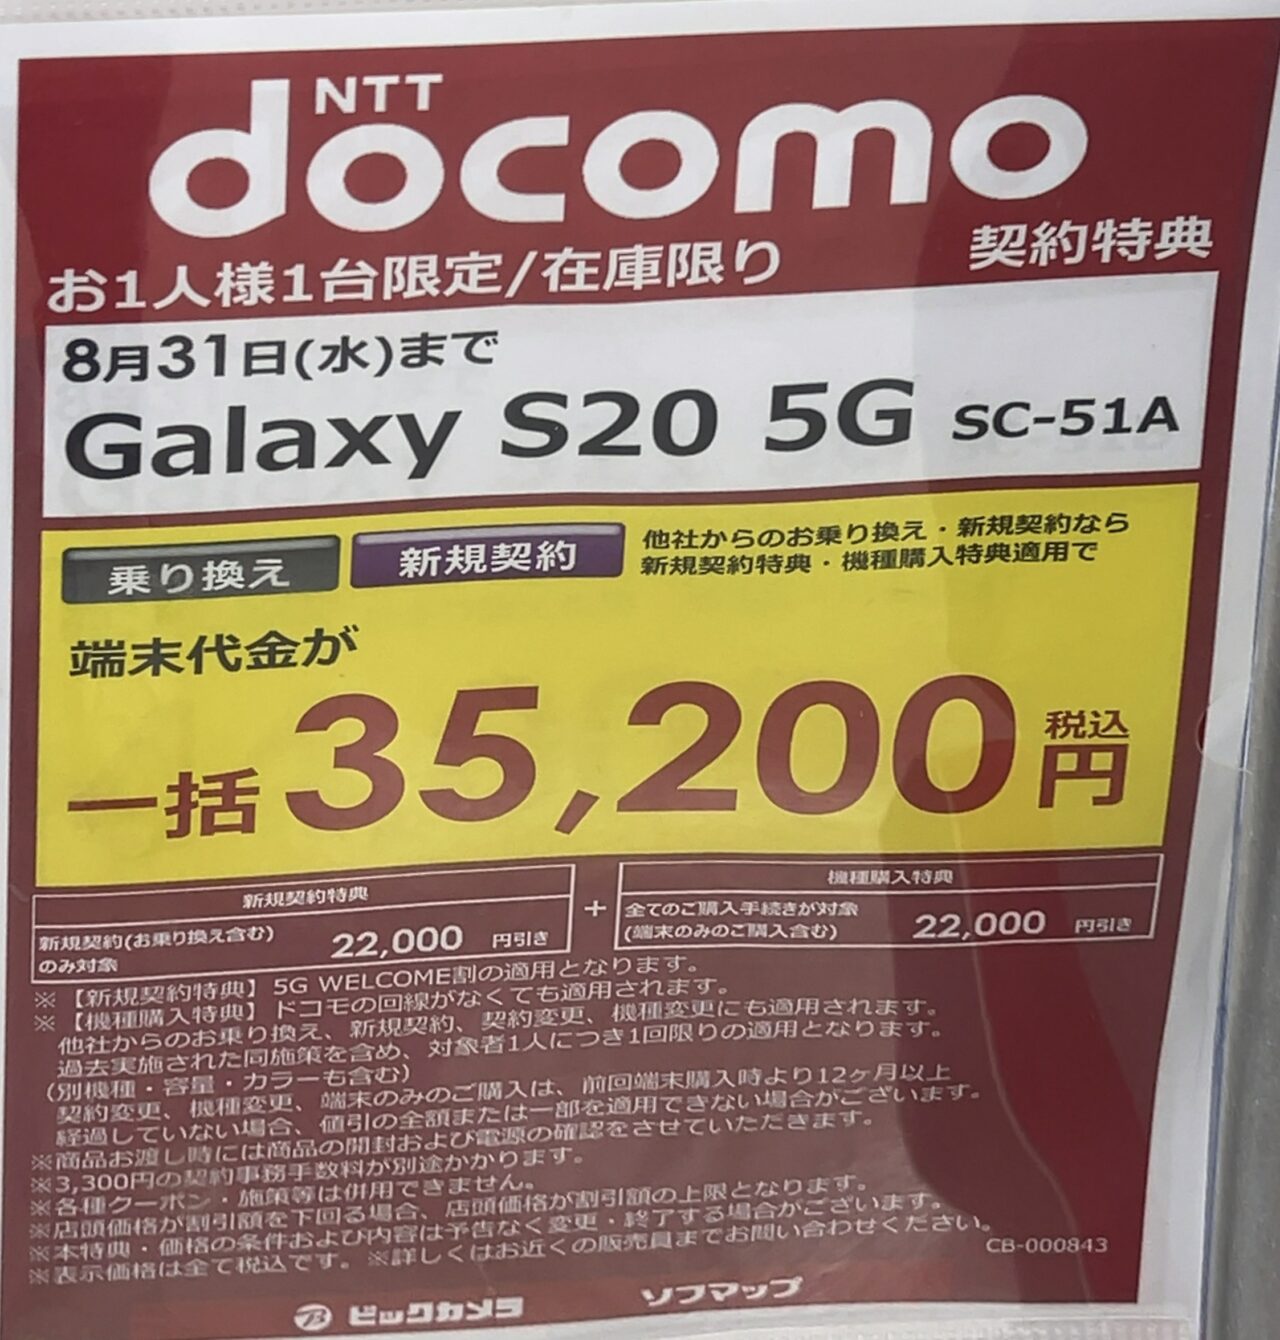 NTT
docomo
契約特典
お1人様1台限定/在庫限り
8月31日(水)まで
Galaxy S20 5G SC-51A
乗り換え
新規契約
他社からのお乗り換え・新規契約なら
新規契約特典・機種購入特典適用で
端末代金が
一括35,200円
税込
新規契約特典
新規契約(お乗り換え含む)
のみ対象
22,000円引き
+
機種購入特典
全てのご購入手続きが対象
(端末のみのご購入含む)
22,000円引き
※【新規契約特典】5G WELCOME割の適用となります。
※【機種購入特典】ドコモの回線がなくても適用されます。
他社からのお乗り換え、新規契約、契約変更、機種変更にも適用されます。
過去実施された同施策を含め、対象者1人につき1回限りの適用となります。
(別機種・容量・カラーも含む)
契約変更、機種変更、端末のみのご購入は、前回端末購入時より12ヶ月以上
経過していない場合、値引の全額または一部を適用できない場合がございます。
※商品お渡し時には商品の開封および電源の確認をさせていただきます。
※3,300円の契約事務手数料が別途かかります。
※各種クーポン・施策等は併用できません。
※店頭価格が割引額を下回る場合、店頭価格が割引額の上限となります。
※本特典・価格の条件および内容は予告なく変更・終了する場合がございます。
※表示価格は全て税込です。※詳しくはお近くの販売員までお問い合わせください。
CB-000843
ビックカメラ
ソフマップ